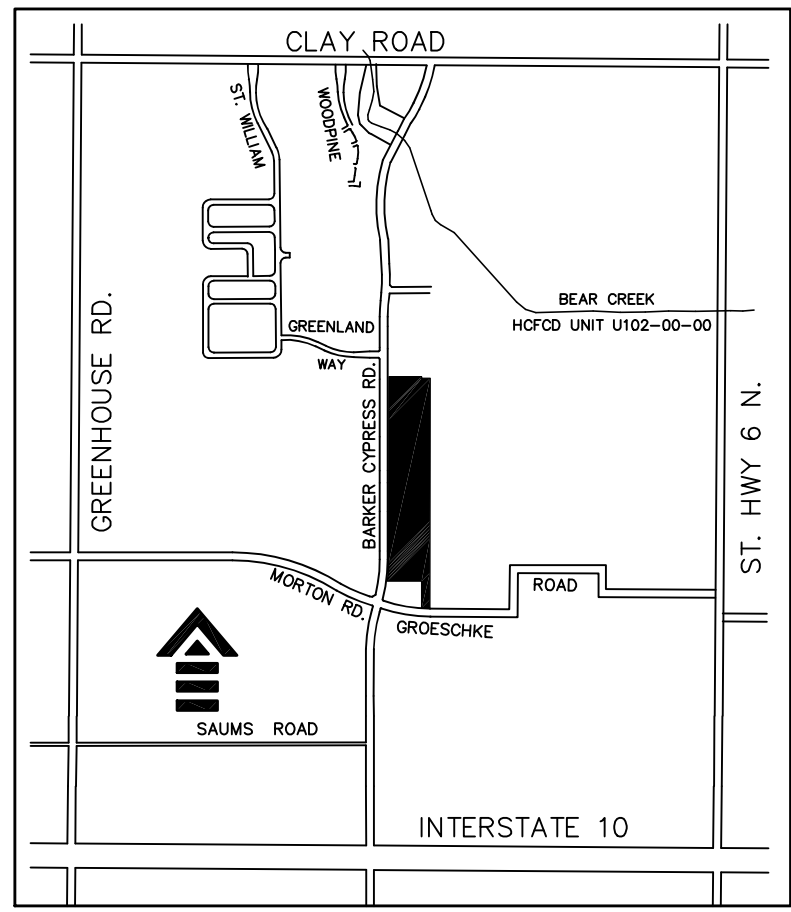 CLAY ROAD
ST. WILLIAM
WOODPINE
GREENHOUSE RD.
BEAR CREEK
HCFCD UNIT U102-00-00
GREENLAND
WAY
BARKER CYPRESS RD.
ST. HWY 6 N.
MORTON RD.
ROAD
GROESCHKE
SAUMS ROAD
INTERSTATE 10